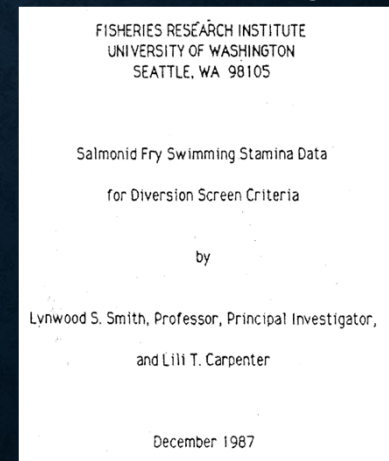 FISHERIES RESEARCH INSTITUTE
UNIVERSITY OF WASHINGTON
SEATTLE, WA 98105
Salmonid Fry Swimming Stamina Data
for Diversion Screen Criteria
by
Lynwood S. Smith, Professor, Principal Investigator,
and Lili T. Carpenter
December 1987